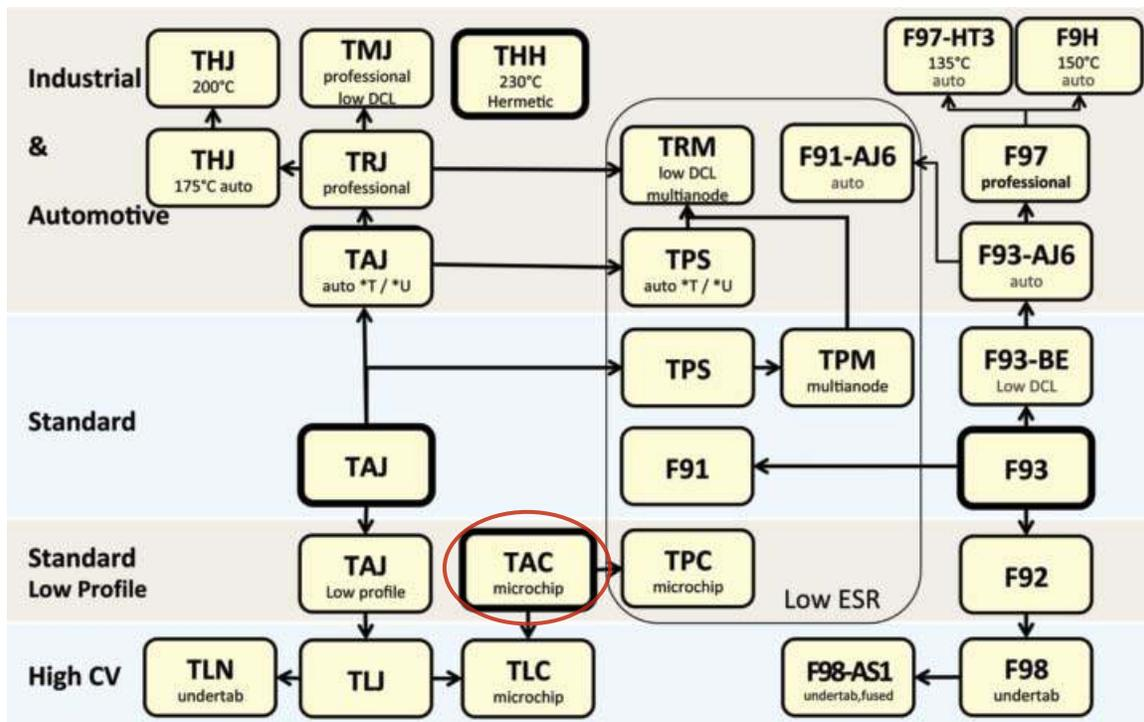 Industrial
&
Automotive
THJ
200°C
TMJ
professional
low DCL
THH
230°C
Hermetic
F97-HT3
135°C
auto
F9H
150°C
auto
THJ
175°C auto
TRJ
professional
TRM
low DCL
multianode
F91-AJ6
auto
F97
professional
TAJ
auto *T / *U
TPS
auto *T / *U
F93-AJ6
auto
Standard
TPS
TPM
multianode
F93-BE
Low DCL
TAJ
F91
F93
Standard
Low Profile
TAJ
Low profile
TAC
microchip
TPC
microchip
Low ESR
F92
High CV
TLN
undertab
TLJ
TLC
microchip
F98-AS1
undertab,fused
F98
undertab